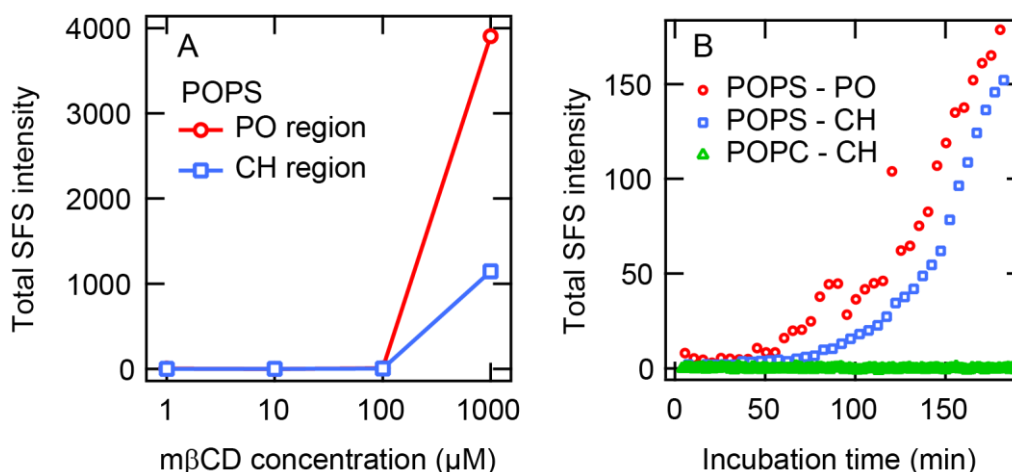 A
POPS
PO region
CH region
4000
3000
2000
1000
0
Total SFS intensity
1
10
100
1000
mβCD concentration (µM)
B
POPS - PO
POPS - CH
POPC - CH
150
100
50
0
Total SFS intensity
0
50
100
150
Incubation time (min)